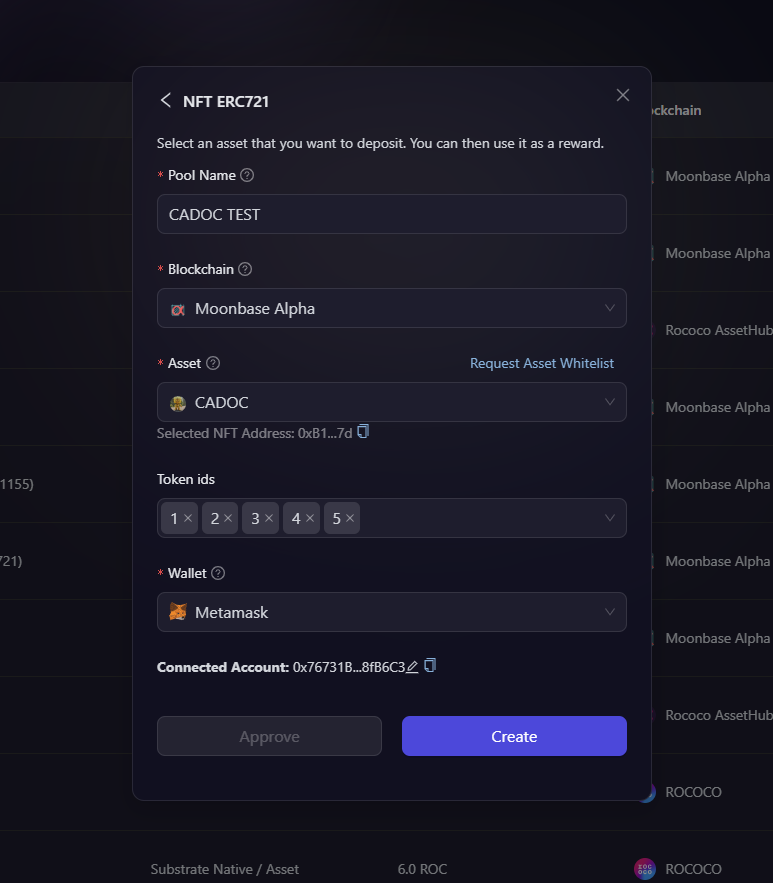 NFT ERC721
ockchain
Select an asset that you want to deposit. You can then use it as a reward.
* Pool Name
Moonbase Alpha
CADOC TEST
Moonbase Alpha
* Blockchain
Moonbase Alpha
Rococo AssetHub
* Asset
Request Asset Whitelist
CADOC
Moonbase Alpha
Selected NFT Address: 0xB1...7d
Token ids
1155)
Moonbase Alpha
1 × 2 × 3 × 4 × 5 ×
721)
Moonbase Alpha
* Wallet
Metamask
Moonbase Alpha
Connected Account: 0x76731B...8fB6C3
Rococo AssetHub
Approve
Create
ROCOCO
Substrate Native / Asset
6.0 ROC
ROCOCO